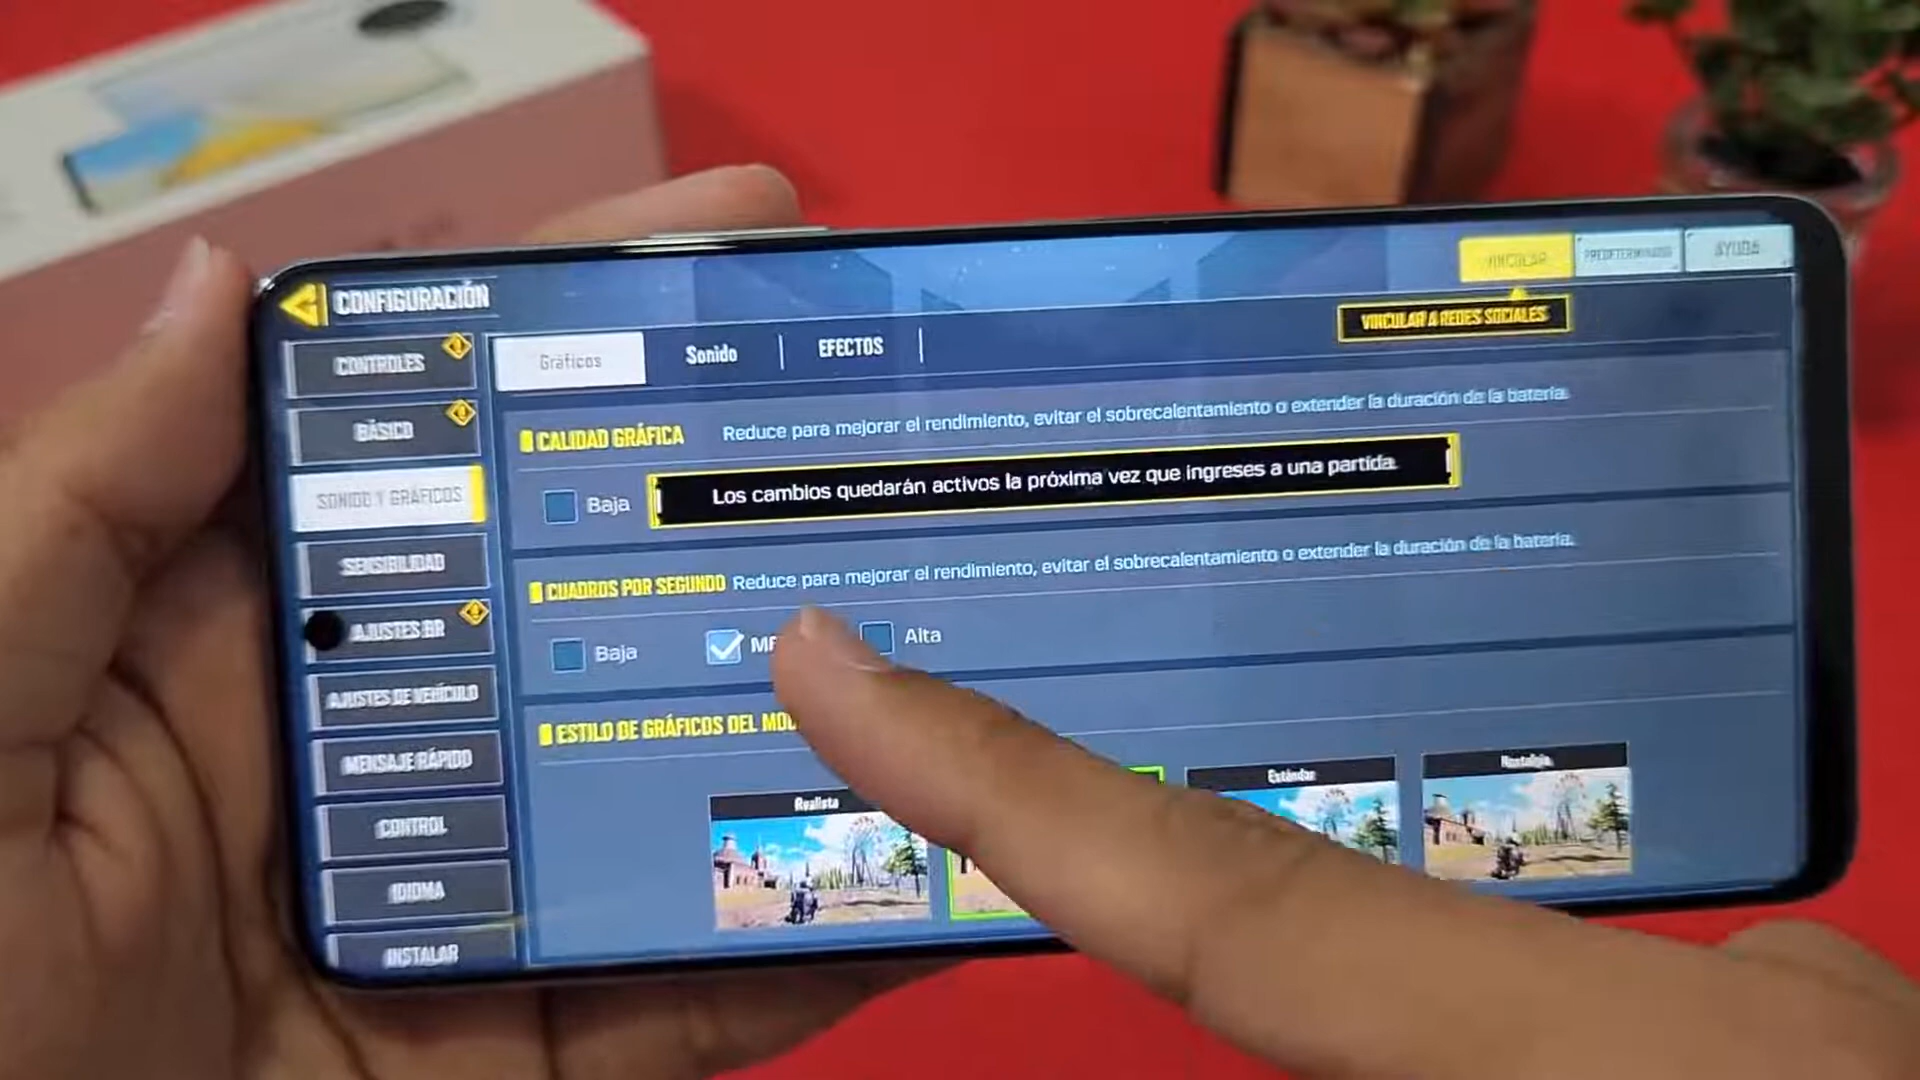 CONFIGURACIÓN
VINCULAR
PREDETERMINADO
AYUDA
VINCULAR A REDES SOCIALES
CONTROLES
BÁSICO
SONIDO Y GRÁFICOS
SENSIBILIDAD
AJUSTES BR
AJUSTES DE VEHÍCULO
MENSAJE RÁPIDO
CONTROL
IDIOMA
INSTALAR
Gráficos
Sonido
EFECTOS
CALIDAD GRÁFICA Reduce para mejorar el rendimiento, evitar el sobrecalentamiento o extender la duración de la batería.
Baja
Los cambios quedarán activos la próxima vez que ingreses a una partida.
CUADROS POR SEGUNDO Reduce para mejorar el rendimiento, evitar el sobrecalentamiento o extender la duración de la batería.
Baja
Alta
ESTILO DE GRÁFICOS DEL
Realista
Estándar
Nostalgia